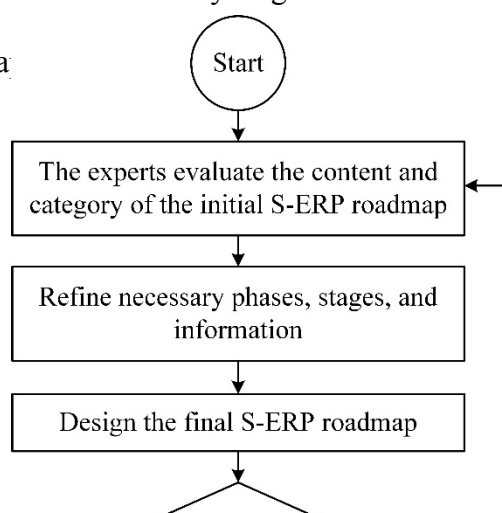 Start
The experts evaluate the content and
category of the initial S-ERP roadmap
Refine necessary phases, stages, and
information
Design the final S-ERP roadmap